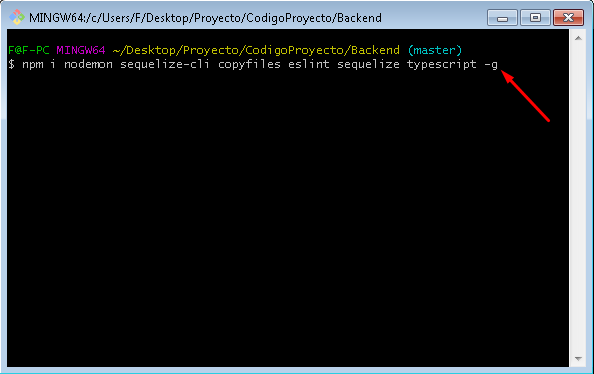 MINGW64:/c/Users/F/Desktop/Proyecto/CodigoProyecto/Backend
F@F-PC MINGW64 ~/Desktop/Proyecto/CodigoProyecto/Backend (master)
$ npm i nodemon sequelize-cli copyfiles eslint sequelize typescript -g